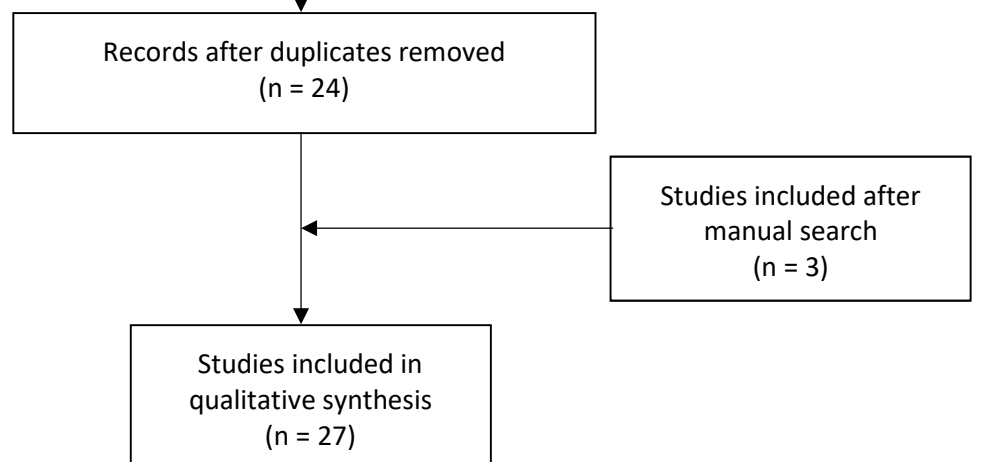 Records after duplicates removed
(n = 24)
Studies included after
manual search
(n = 3)
Studies included in
qualitative synthesis
(n = 27)